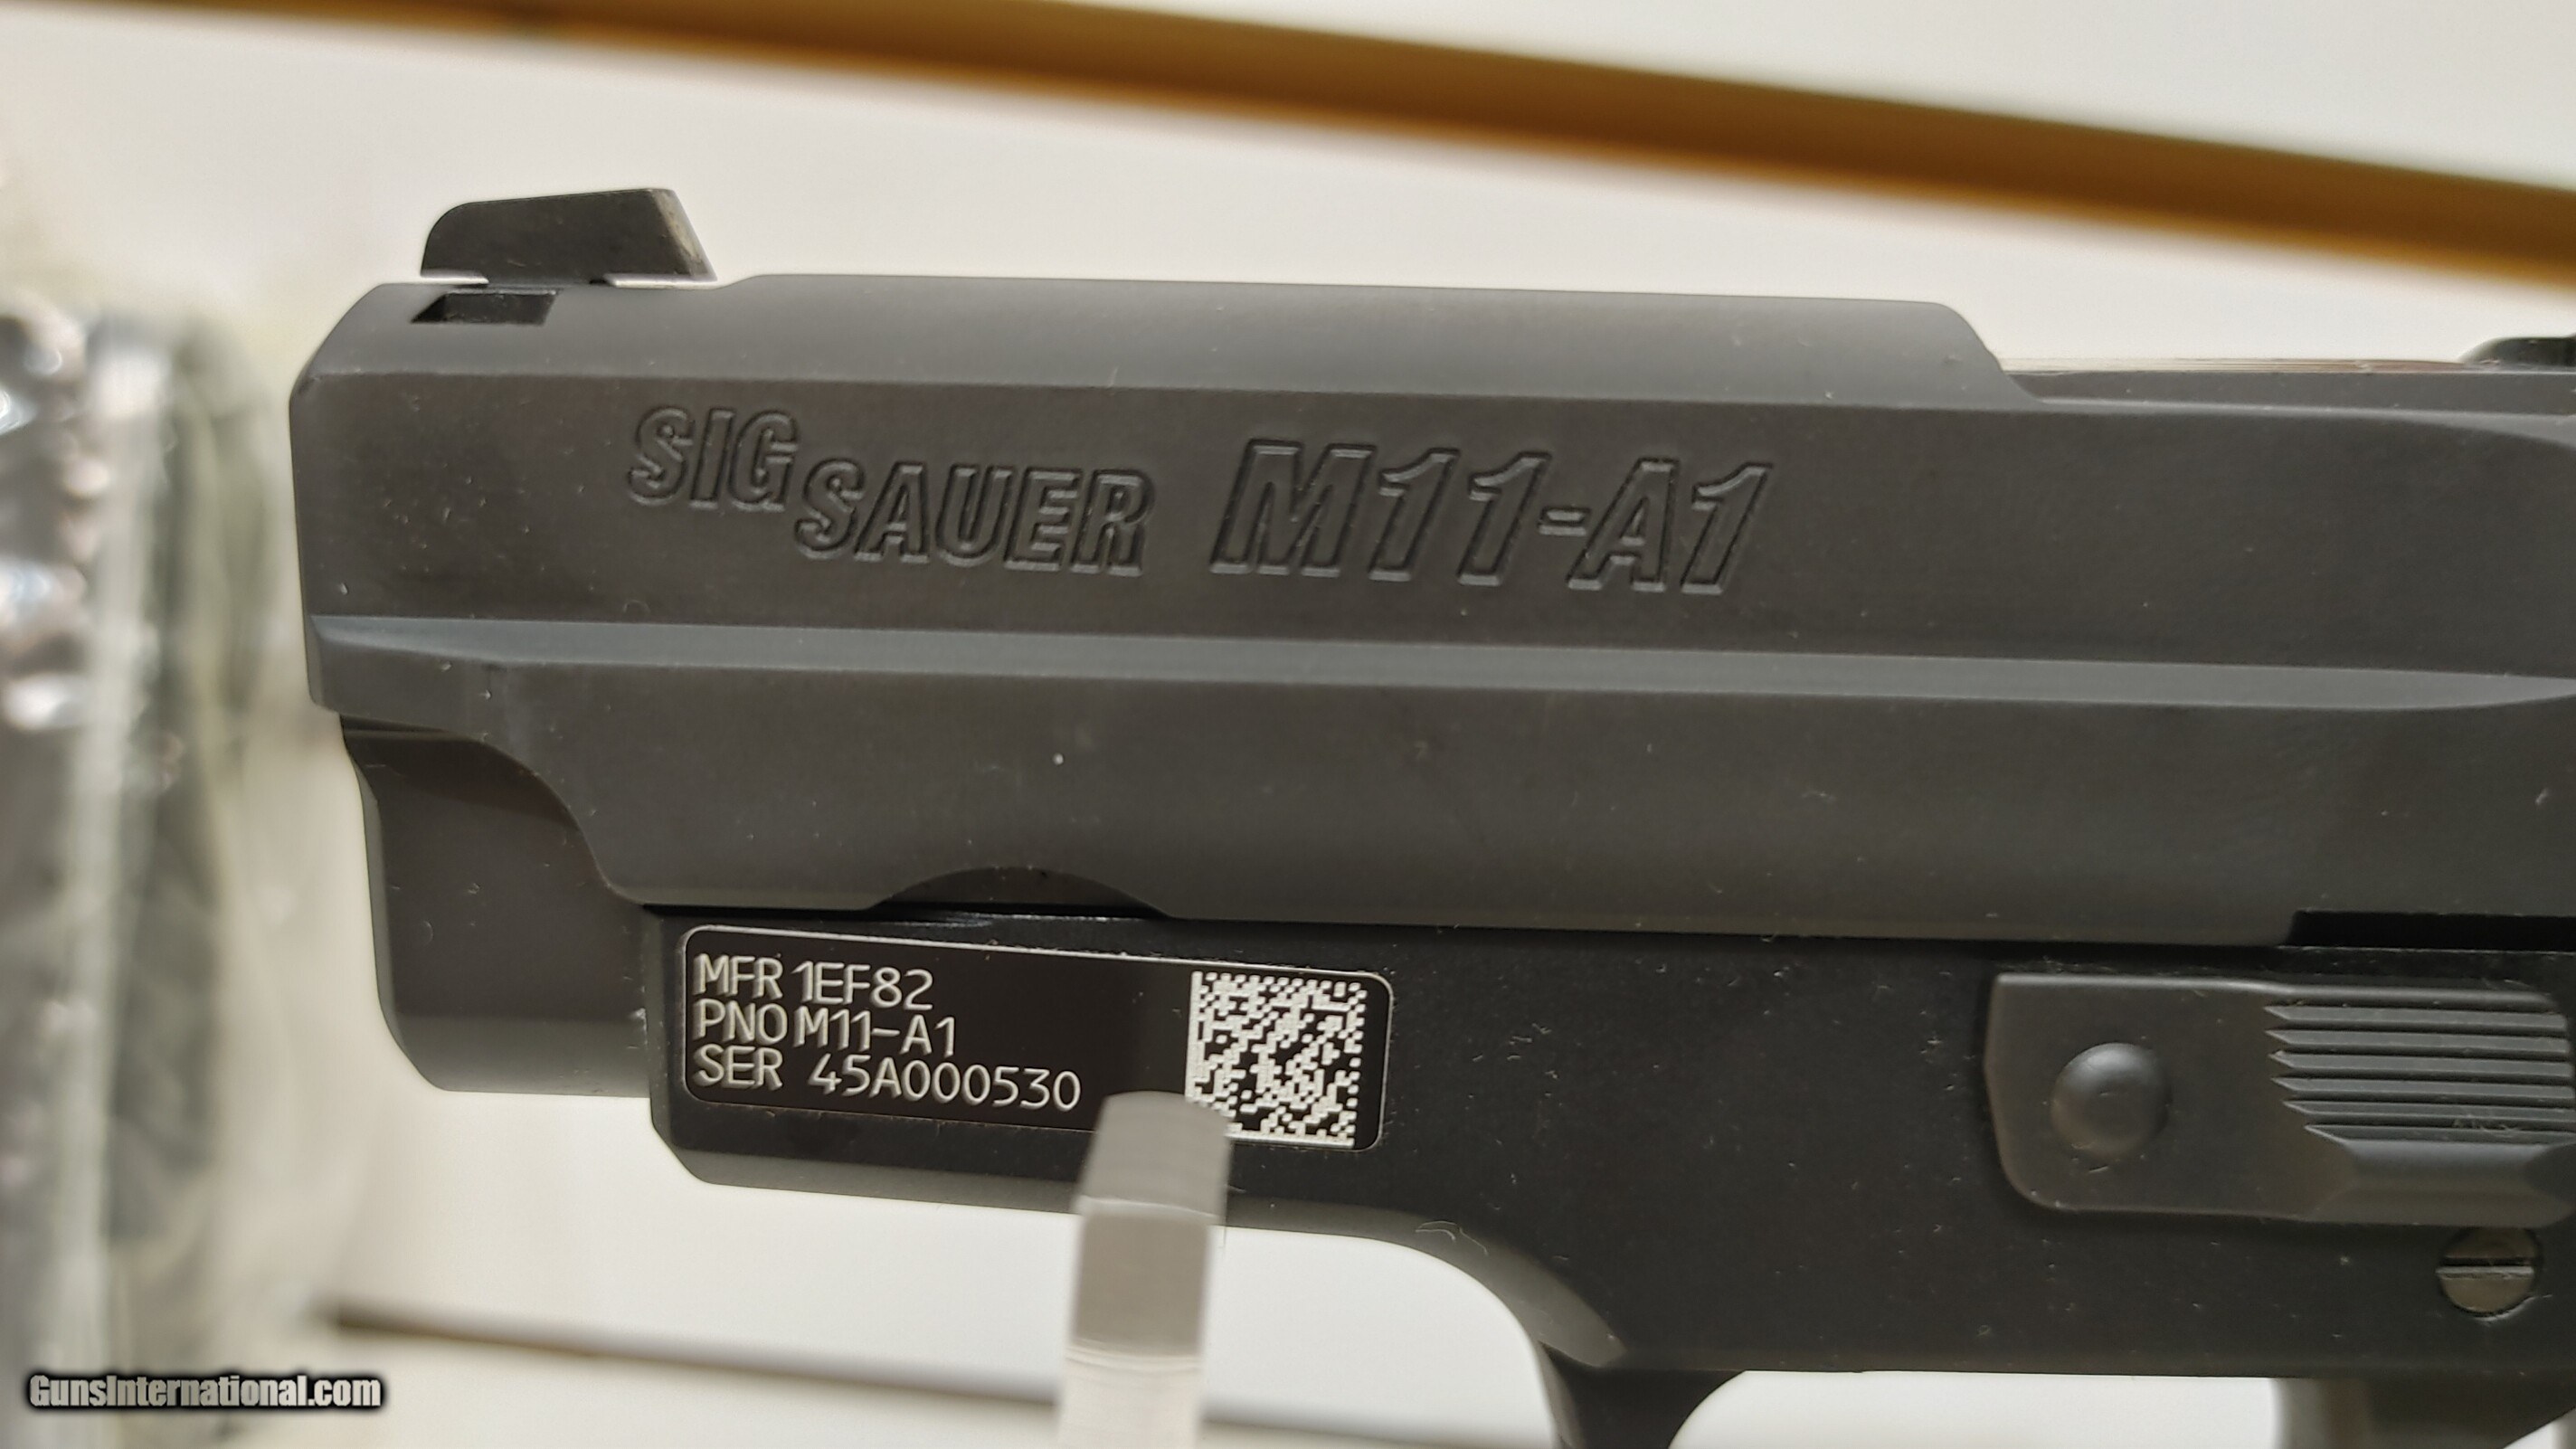 SIG SAUER M11-A1
MFR 1EF82
PNO M11-A1
SER 45A000530
GunsInternational.com